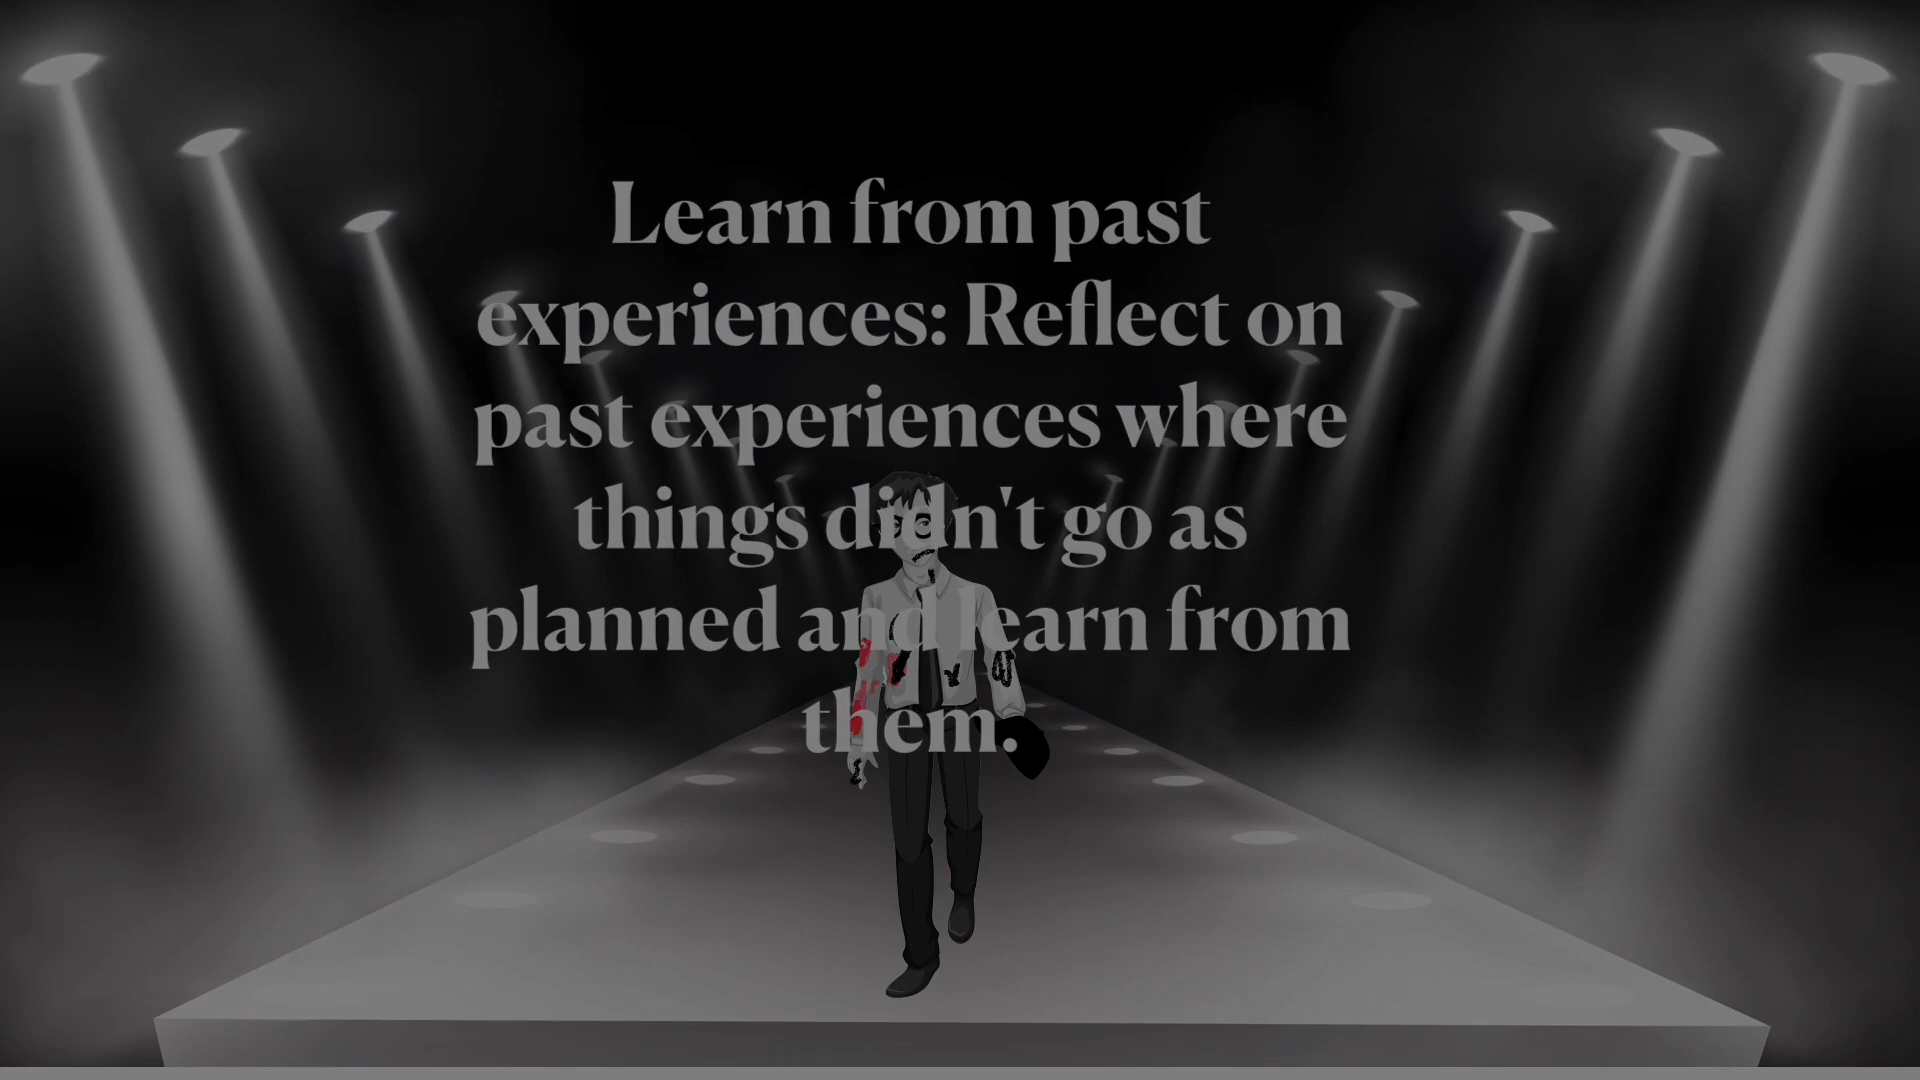 Learn from past
experiences: Reflect on
past experiences where
things didn't go as
planned and learn from
them.